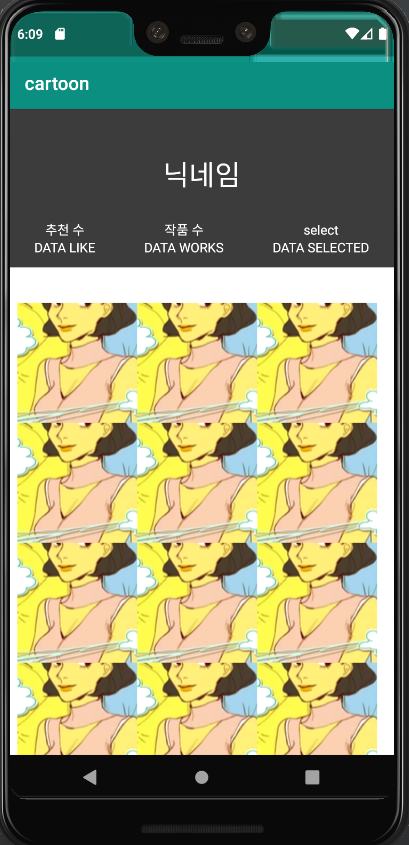 6:09
cartoon
닉네임
추천 수 작품 수 select
DATA LIKE DATA WORKS DATA SELECTED